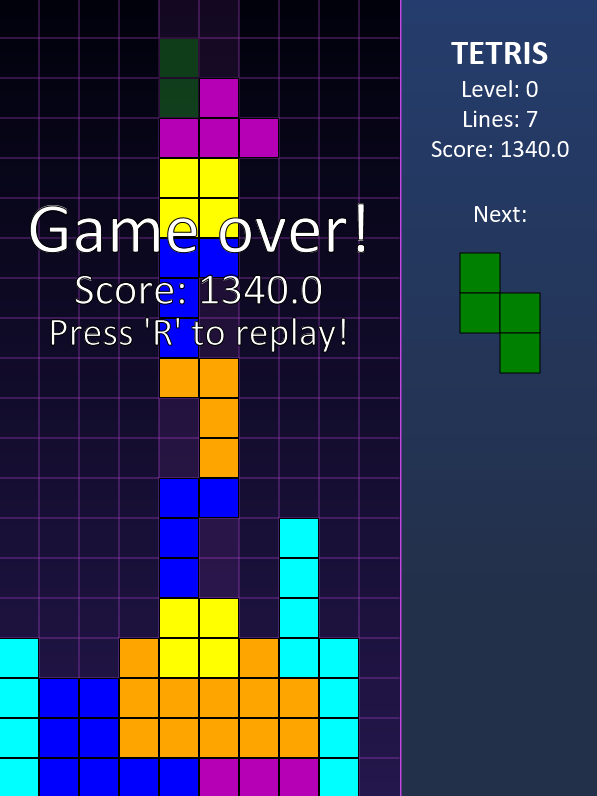 TETRIS
Level: 0
Lines: 7
Score: 1340.0
Next:
Game over!
Score: 1340.0
Press 'R' to replay!